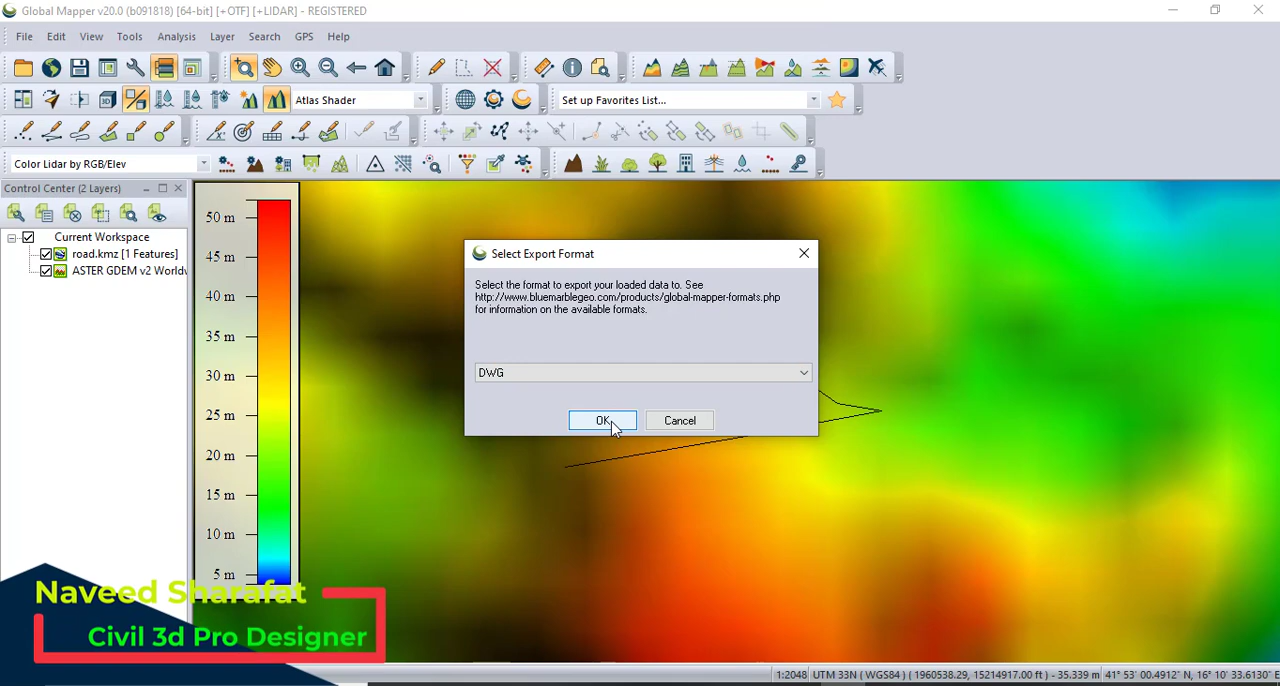 Global Mapper v20.0 (b091818) [64-bit] [+OTF] [+LIDAR] - REGISTERED
File Edit View Tools Analysis Layer Search GPS Help
Atlas Shader
Set up Favorites List...
Color Lidar by RGB/Elev
Control Center (2 Layers)
Current Workspace
road.kmz [1 Features]
ASTER GDEM v2 Worldw
50 m
45 m
40 m
35 m
30 m
25 m
20 m
15 m
10 m
5 m
Select Export Format
Select the format to export your loaded data to. See
http://www.bluemarblegeo.com/products/global-mapper-formats.php
for information on the available formats.
DWG
OK Cancel
Naveed Sharafat
Civil 3d Pro Designer
1:2048 UTM 33N ( WGS84 ) ( 1960538.29, 15214917.00 ft ) - 35.339 m 41° 53' 00.4912" N, 16° 10' 33.6130" E